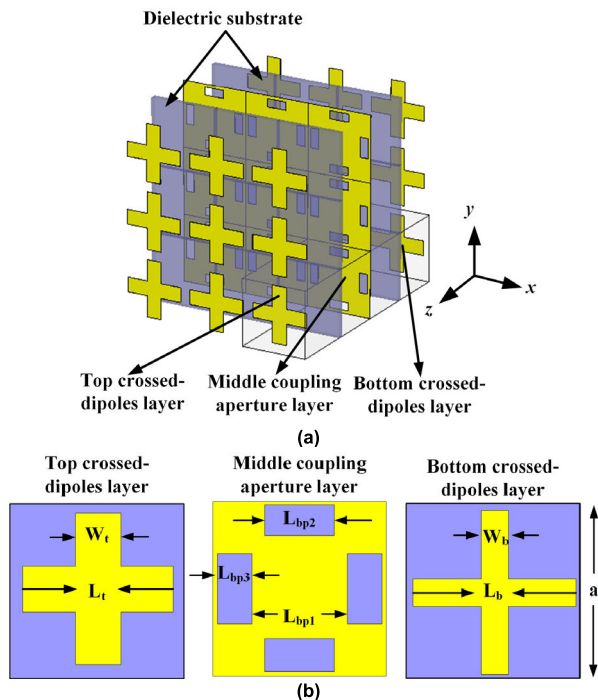 Dielectric substrate
y
x
z
Top crossed-
dipoles layer
Middle coupling
aperture layer
Bottom crossed-
dipoles layer
(a)
Top crossed-
dipoles layer
Middle coupling
aperture layer
Bottom crossed-
dipoles layer
Wt
Lt
Lbp2
Lbp3
Lbp1
Wb
Lb
a
(b)